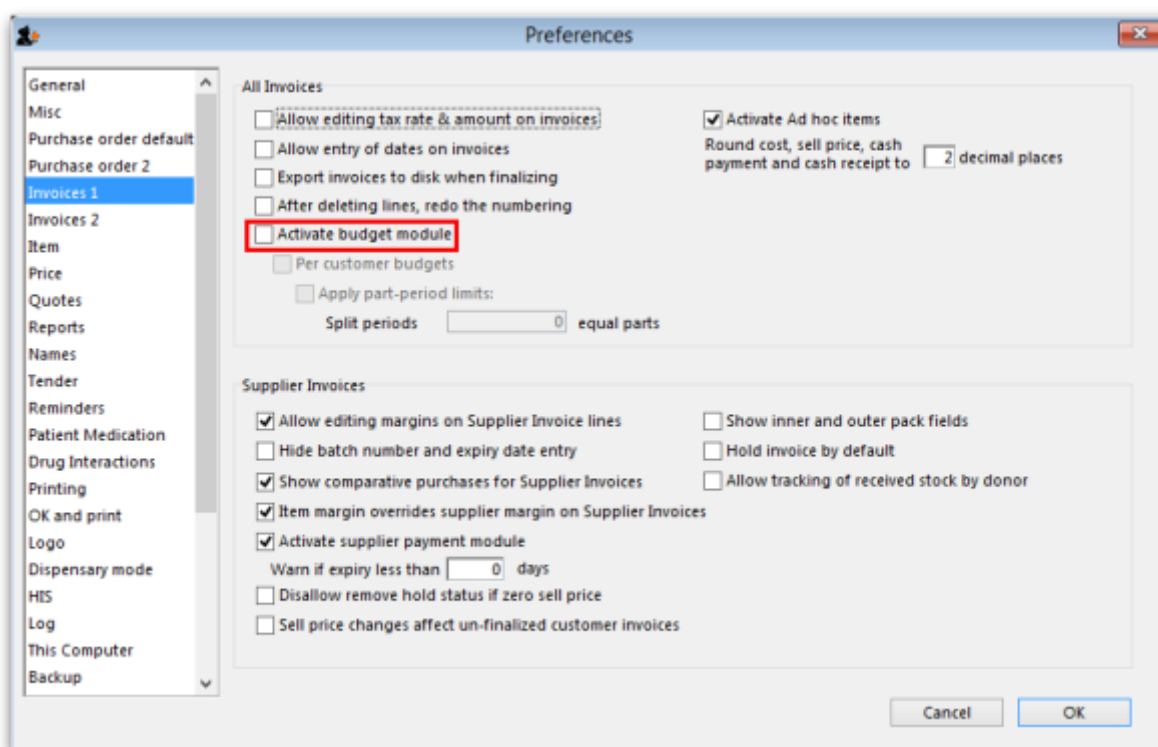 Preferences
General
Misc
Purchase order default
Purchase order 2
Invoices 1
Invoices 2
Item
Price
Quotes
Reports
Names
Tender
Reminders
Patient Medication
Drug Interactions
Printing
OK and print
Logo
Dispensary mode
HIS
Log
This Computer
Backup
All Invoices
Allow editing tax rate & amount on invoices
Allow entry of dates on invoices
Export invoices to disk when finalizing
After deleting lines, redo the numbering
Activate budget module
Per customer budgets
Apply part-period limits:
Split periods 0 equal parts
Activate Ad hoc items
Round cost, sell price, cash
payment and cash receipt to 2 decimal places
Supplier Invoices
Allow editing margins on Supplier Invoice lines
Hide batch number and expiry date entry
Show comparative purchases for Supplier Invoices
Item margin overrides supplier margin on Supplier Invoices
Activate supplier payment module
Warn if expiry less than 0 days
Disallow remove hold status if zero sell price
Sell price changes affect un-finalized customer invoices
Show inner and outer pack fields
Hold invoice by default
Allow tracking of received stock by donor
Cancel
OK